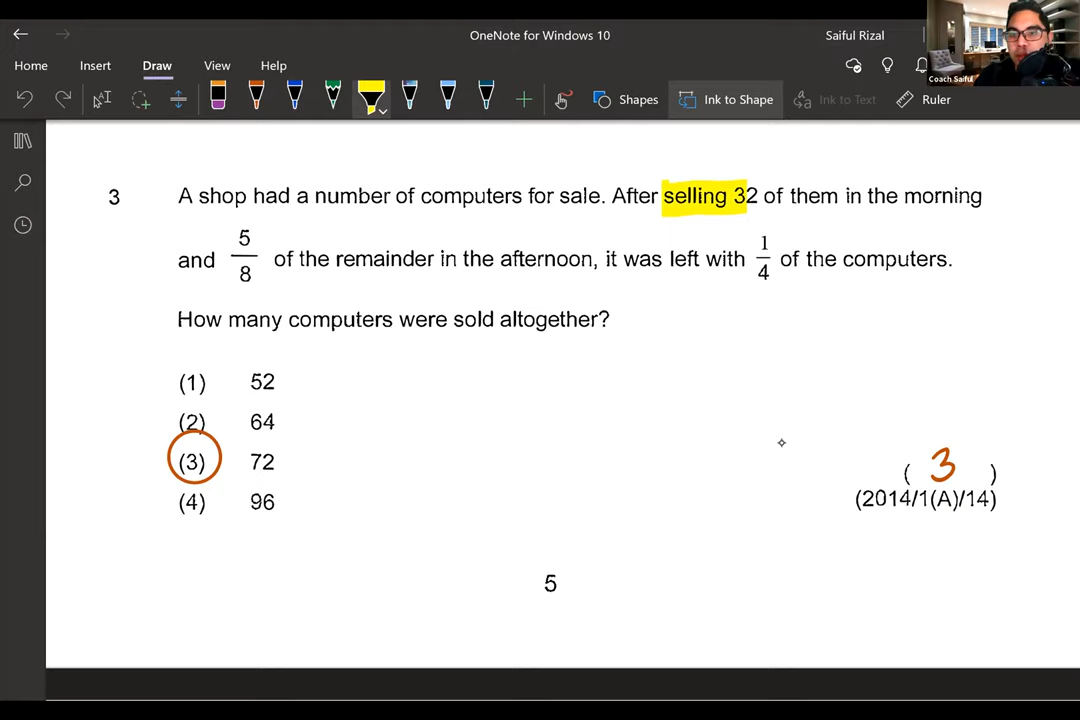 OneNote for Windows 10
Saiful Rizal
Coach Saiful
Home Insert Draw View Help
Shapes Ink to Shape Ink to Text Ruler
3 A shop had a number of computers for sale. After selling 32 of them in the morning
and 5/8 of the remainder in the afternoon, it was left with 1/4 of the computers.
How many computers were sold altogether?
(1) 52
(2) 64
(3) 72
(4) 96
( 3 )
(2014/1(A)/14)
5